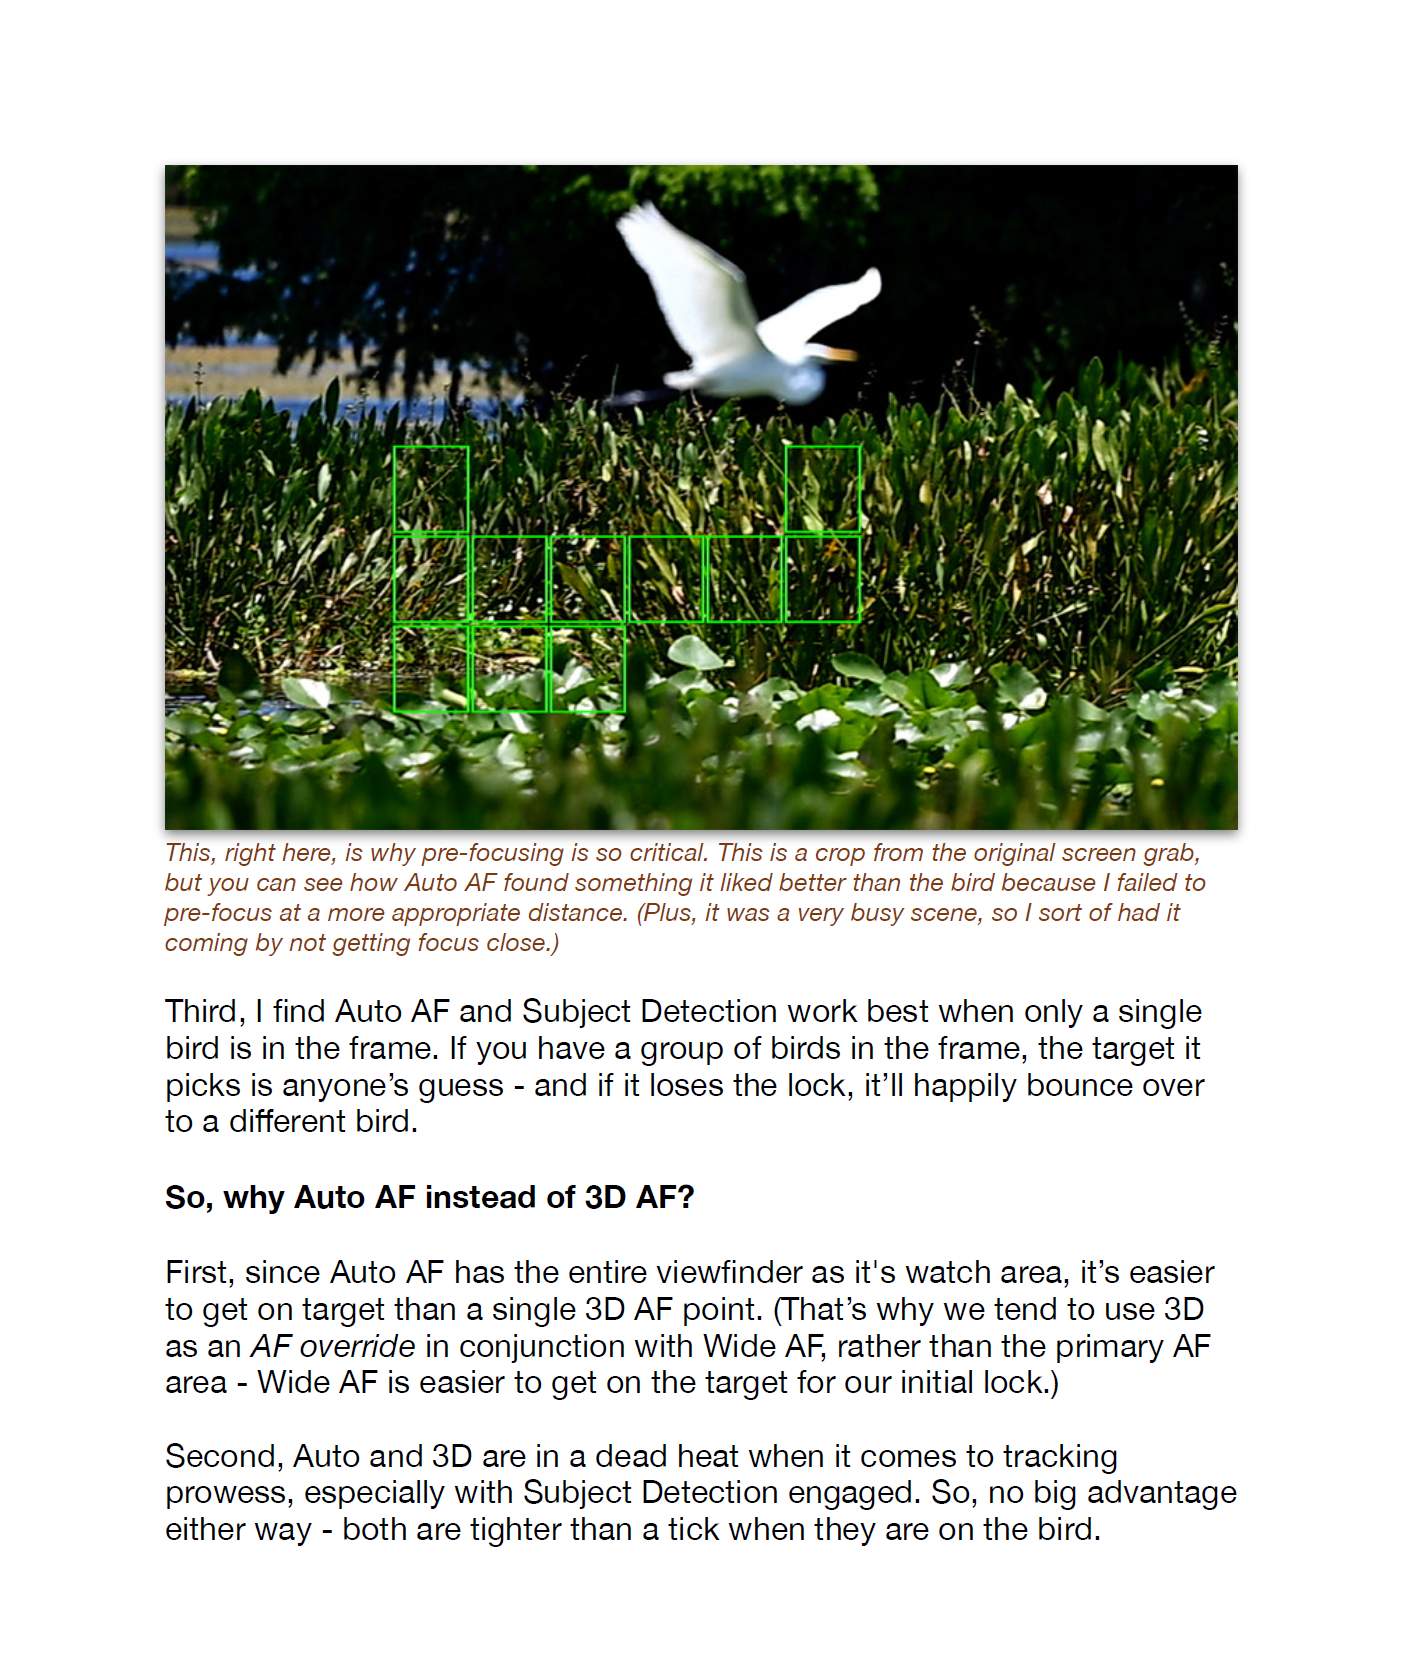 This, right here, is why pre-focusing is so critical. This is a crop from the original screen grab,
but you can see how Auto AF found something it liked better than the bird because I failed to
pre-focus at a more appropriate distance. (Plus, it was a very busy scene, so I sort of had it
coming by not getting focus close.)
Third, I find Auto AF and Subject Detection work best when only a single
bird is in the frame. If you have a group of birds in the frame, the target it
picks is anyone’s guess - and if it loses the lock, it’ll happily bounce over
to a different bird.
So, why Auto AF instead of 3D AF?
First, since Auto AF has the entire viewfinder as it's watch area, it’s easier
to get on target than a single 3D AF point. (That’s why we tend to use 3D
as an AF override in conjunction with Wide AF, rather than the primary AF
area - Wide AF is easier to get on the target for our initial lock.)
Second, Auto and 3D are in a dead heat when it comes to tracking
prowess, especially with Subject Detection engaged. So, no big advantage
either way - both are tighter than a tick when they are on the bird.